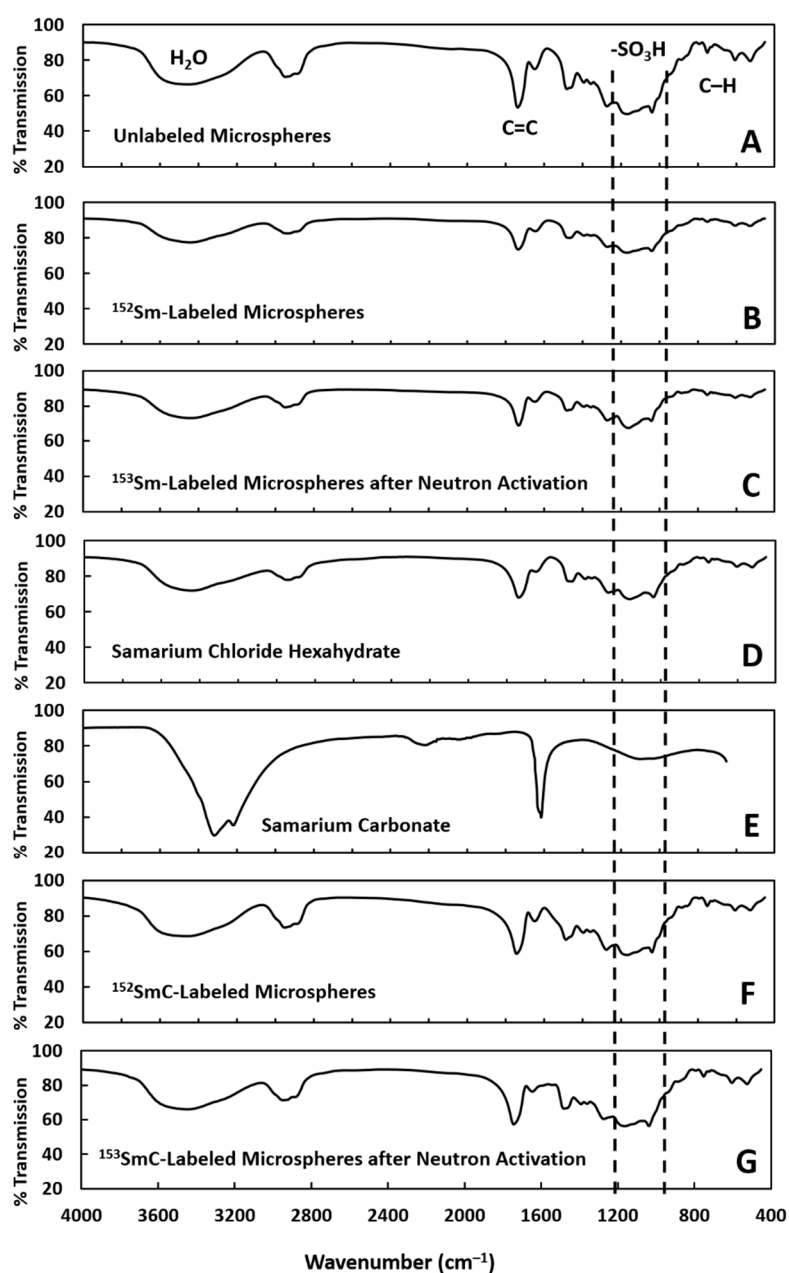 100
80
60
40
20
% Transmission
H₂O
-SO₃H
C=C
C–H
Unlabeled Microspheres
A
100
80
60
40
20
% Transmission
¹⁵²Sm-Labeled Microspheres
B
100
80
60
40
20
% Transmission
¹⁵³Sm-Labeled Microspheres after Neutron Activation
C
100
80
60
40
20
% Transmission
Samarium Chloride Hexahydrate
D
100
80
60
40
20
% Transmission
Samarium Carbonate
E
100
80
60
40
20
% Transmission
¹⁵²SmC-Labeled Microspheres
F
100
80
60
40
20
% Transmission
¹⁵³SmC-Labeled Microspheres after Neutron Activation
G
4000 3600 3200 2800 2400 2000 1600 1200 800 400
Wavenumber (cm⁻¹)